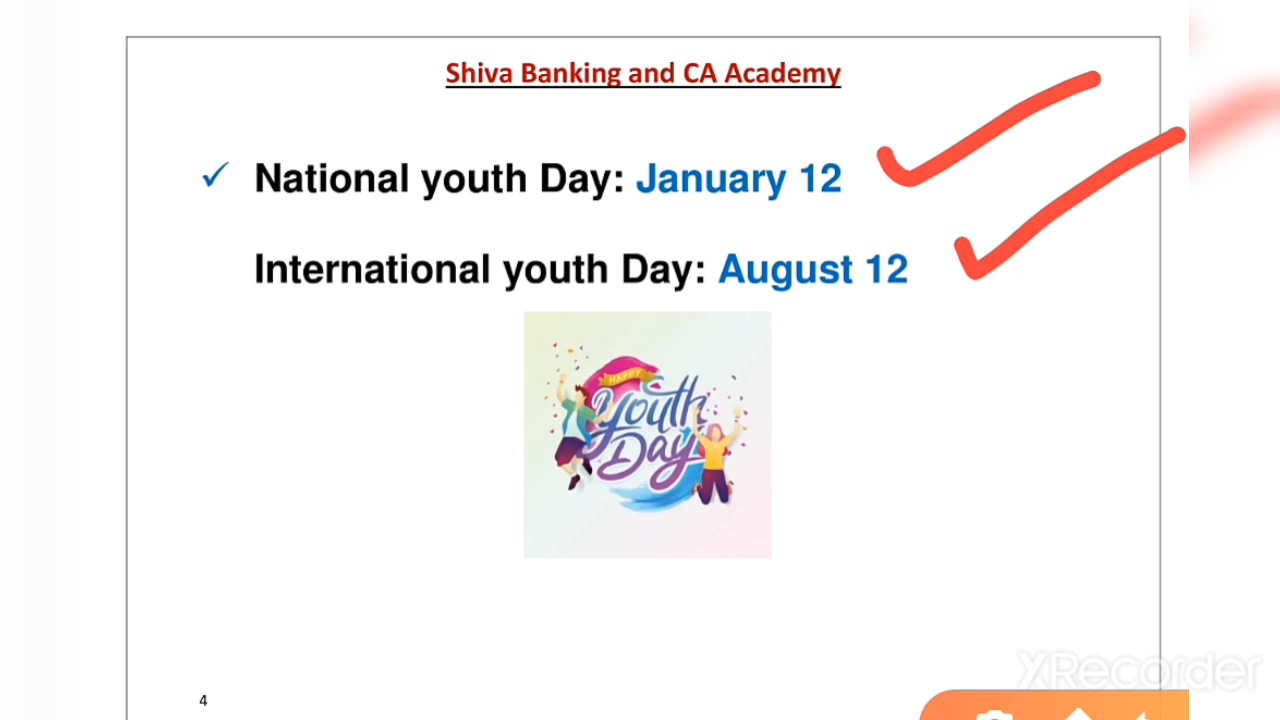 Shiva Banking and CA Academy
National youth Day: January 12
International youth Day: August 12
HAPPY
Youth
Day
4
XRecorder